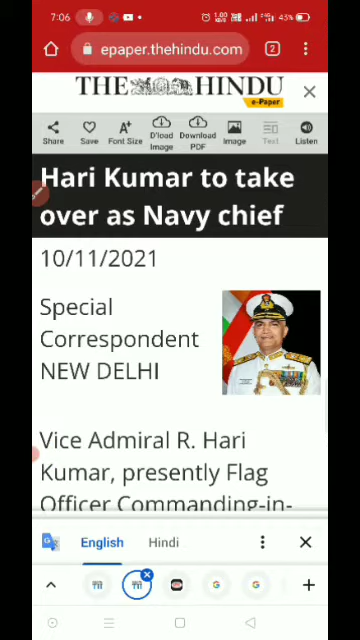 7:06
1.00
45%
epaper.thehindu.com
2
THE HINDU
e-Paper
Share
Save
A+
Font Size
D'load
Image
Download
PDF
Image
Text
Listen
Hari Kumar to take
over as Navy chief
10/11/2021
Special
Correspondent
NEW DELHI
Vice Admiral R. Hari
Kumar, presently Flag
Officer Commanding-in-
English
Hindi